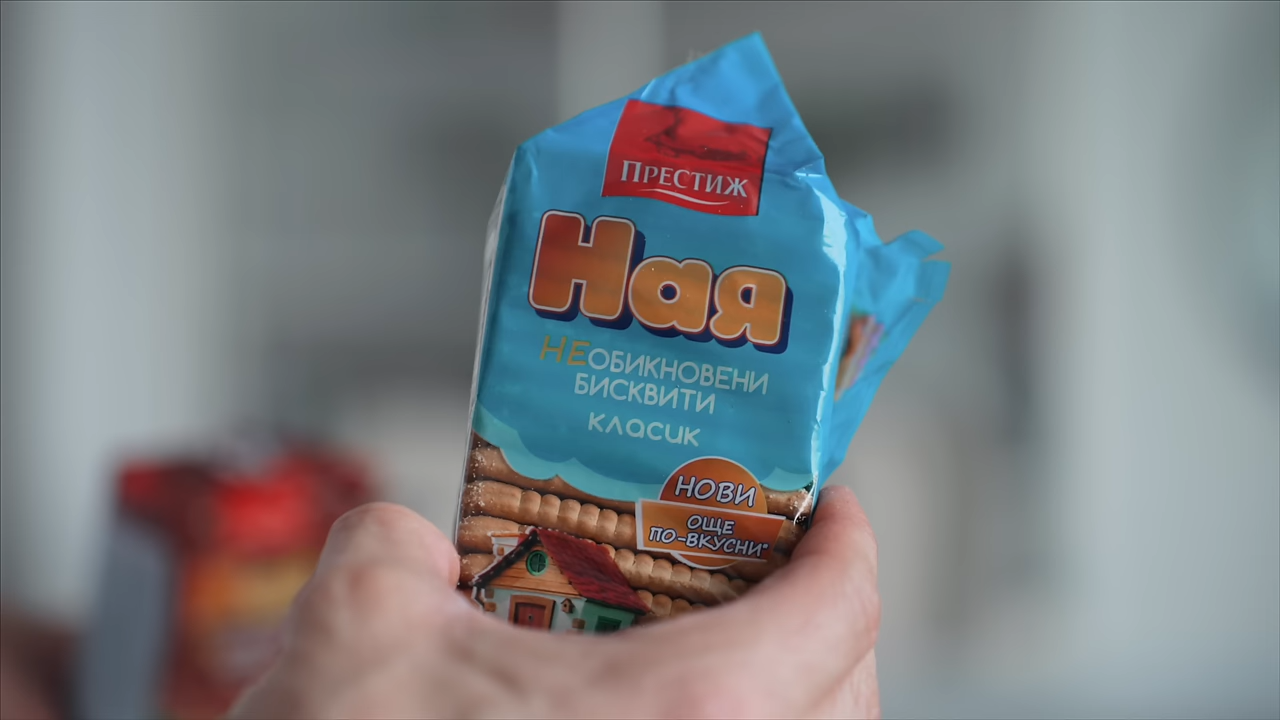 ПРЕСТИЖ
Ная
НЕОБИКНОВЕНИ
БИСКВИТИ
класик
НОВИ
ОЩЕ
ПО-ВКУСНИ*